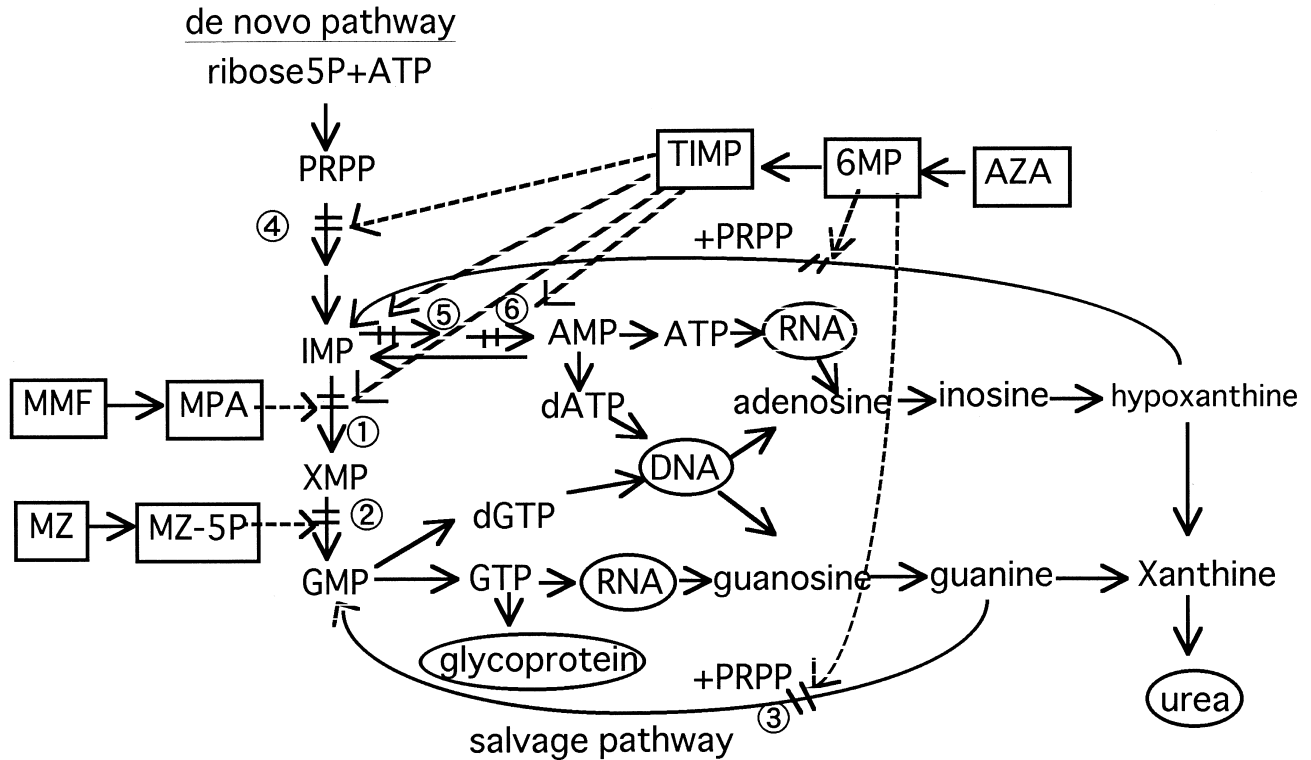 de novo pathway
ribose5P+ATP
PRPP
TIMP
6MP
AZA
④
+PRPP
⑤
⑥
IMP
AMP
ATP
RNA
MMF
MPA
dATP
adenosine
inosine
hypoxanthine
①
XMP
DNA
MZ
MZ-5P
②
dGTP
GMP
GTP
RNA
guanosine
guanine
Xanthine
glycoprotein
+PRPP
③
urea
salvage pathway